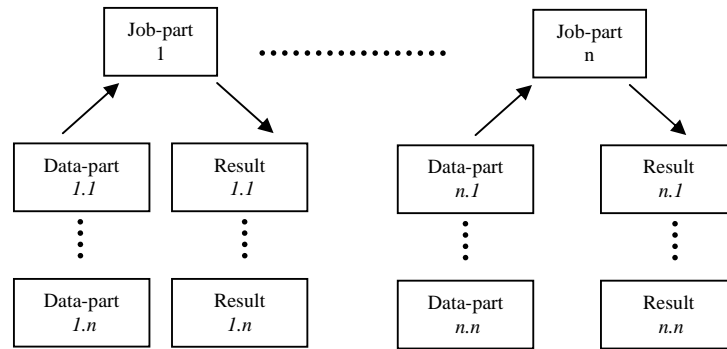 Job-part
1
Job-part
n
Data-part
1.1
Result
1.1
Data-part
n.1
Result
n.1
Data-part
1.n
Result
1.n
Data-part
n.n
Result
n.n